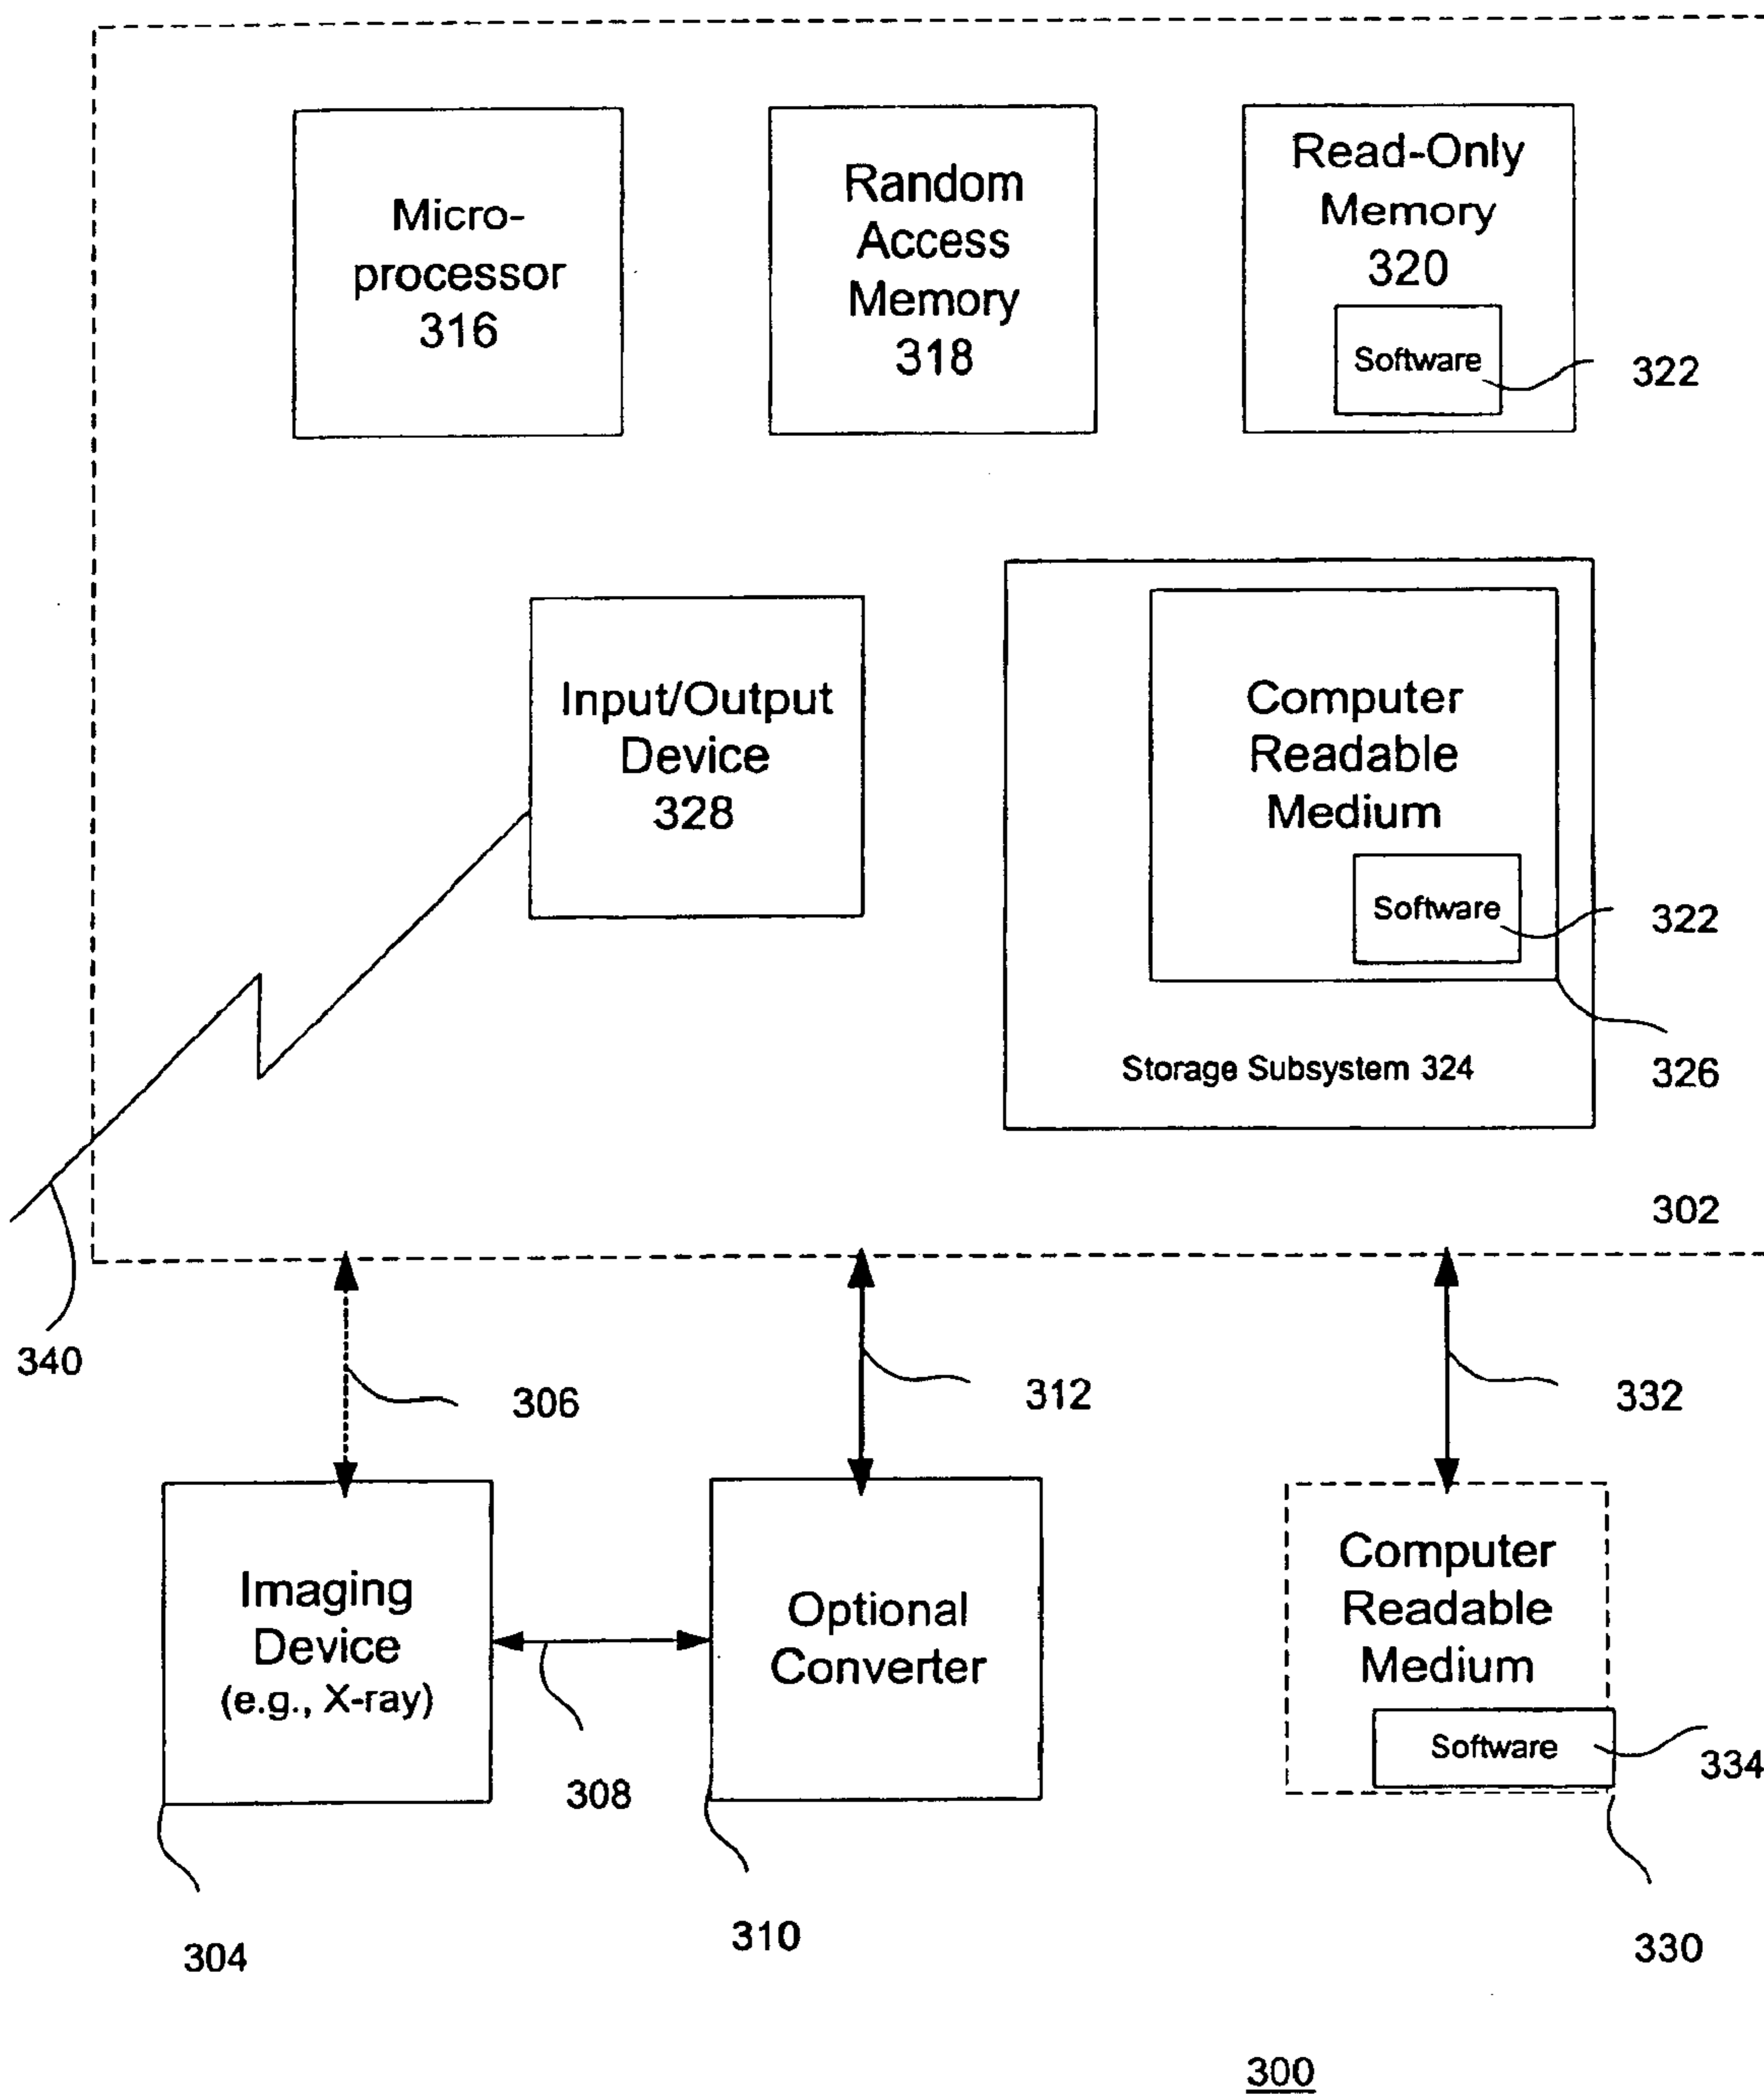 Micro-
processor
316
Random
Access
Memory
318
Read-Only
Memory
320
Software
322
Input/Output
Device
328
Computer
Readable
Medium
Software
322
Storage Subsystem 324
326
302
340
306
312
332
Imaging
Device
(e.g., X-ray)
308
Optional
Converter
Computer
Readable
Medium
Software
334
304
310
330
300